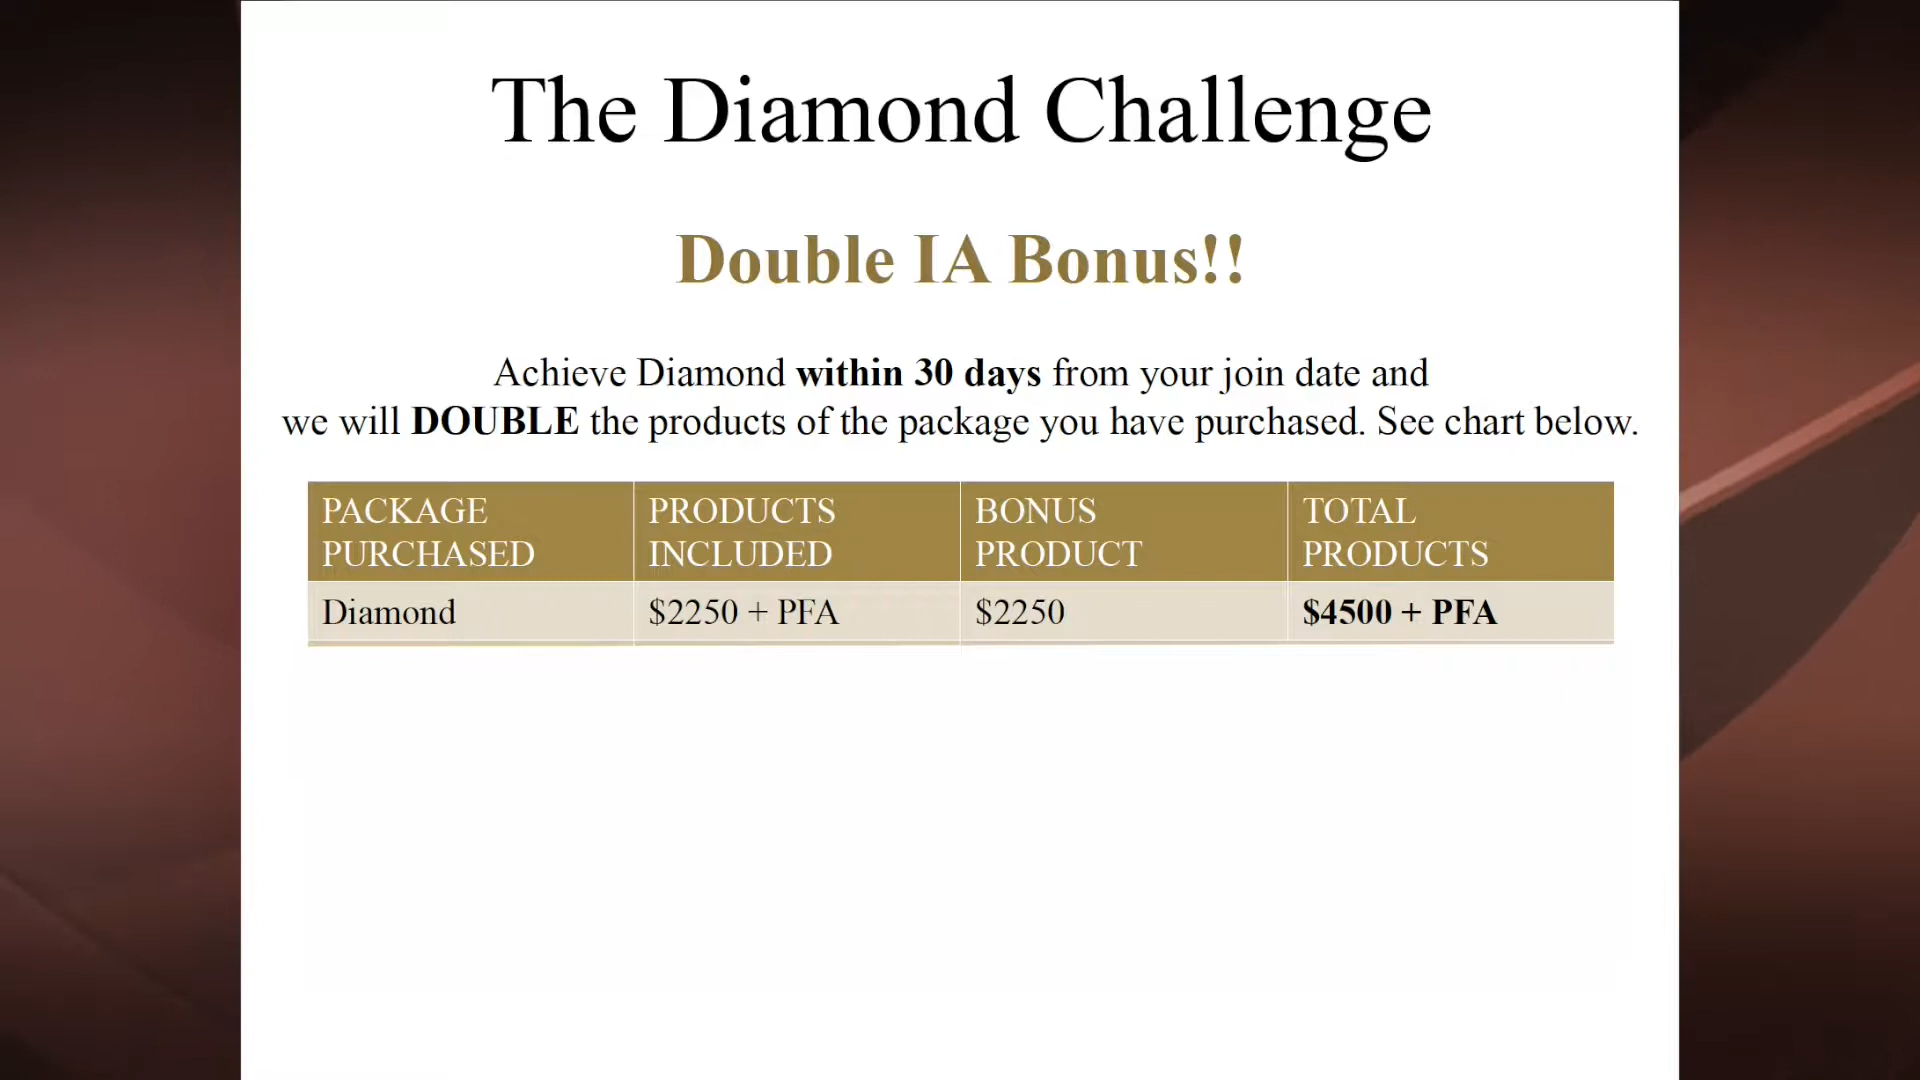 The Diamond Challenge
Double IA Bonus!!
Achieve Diamond within 30 days from your join date and
we will DOUBLE the products of the package you have purchased. See chart below.
PACKAGE PURCHASED
PRODUCTS INCLUDED
BONUS PRODUCT
TOTAL PRODUCTS
Diamond
$2250 + PFA
$2250
$4500 + PFA